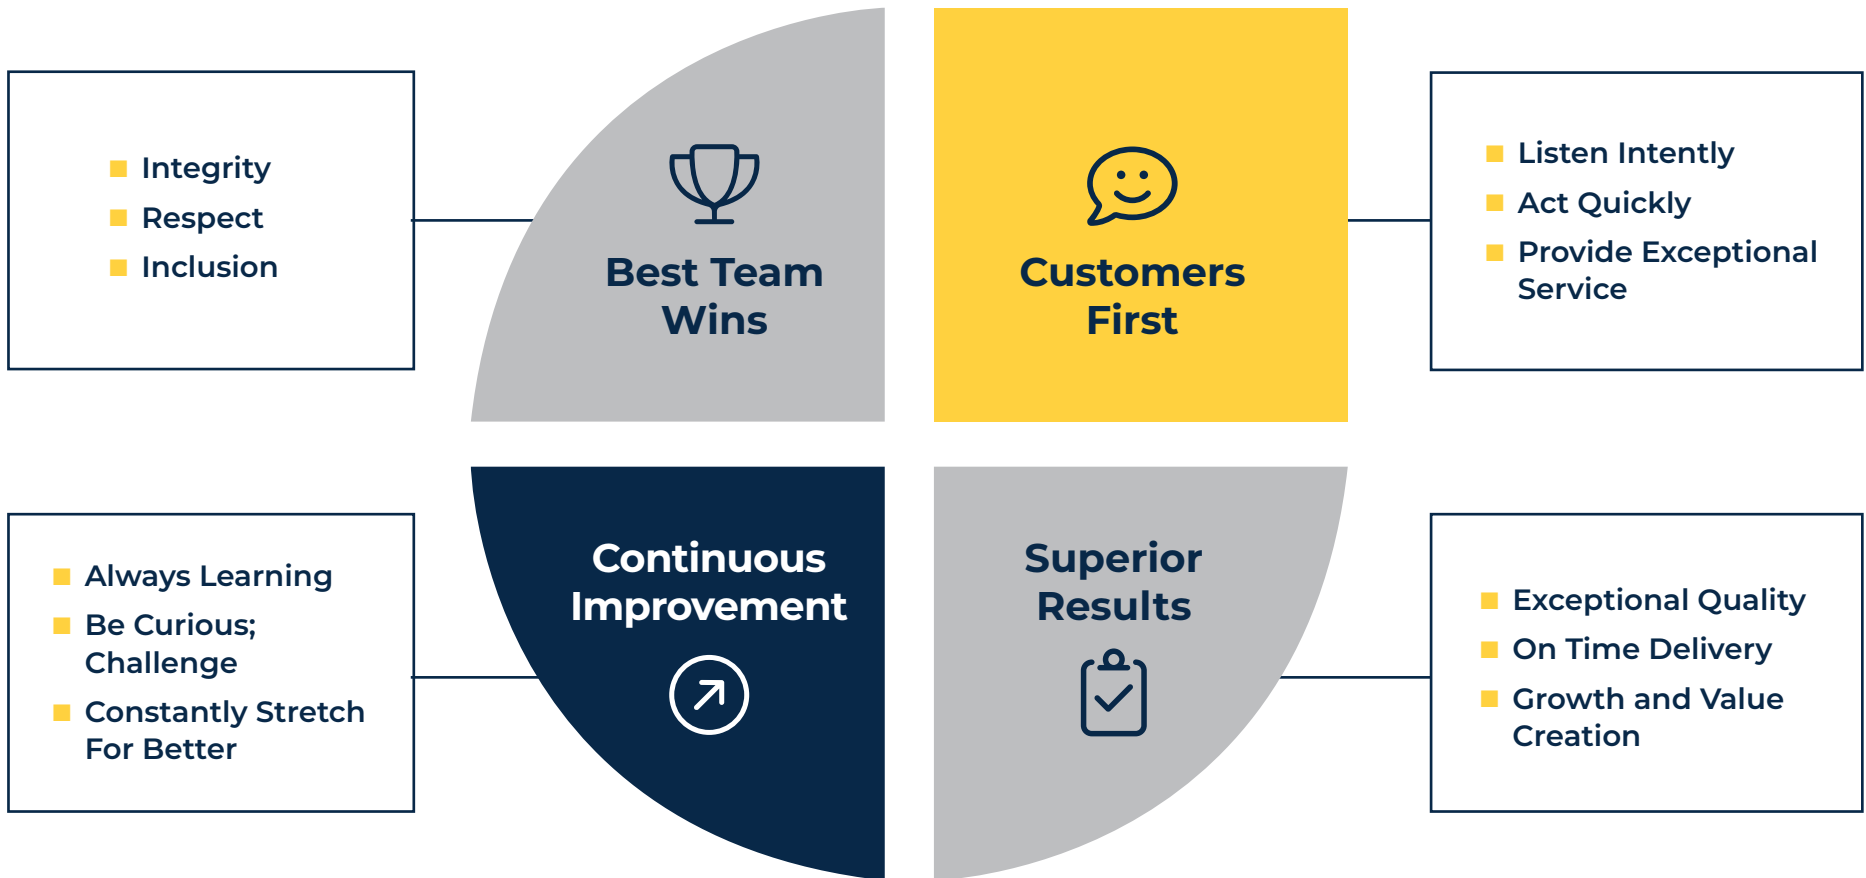 Integrity
Respect
Inclusion
Best Team
Wins
Customers
First
Listen Intently
Act Quickly
Provide Exceptional
Service
Always Learning
Be Curious;
Challenge
Constantly Stretch
For Better
Continuous
Improvement
Superior
Results
Exceptional Quality
On Time Delivery
Growth and Value
Creation